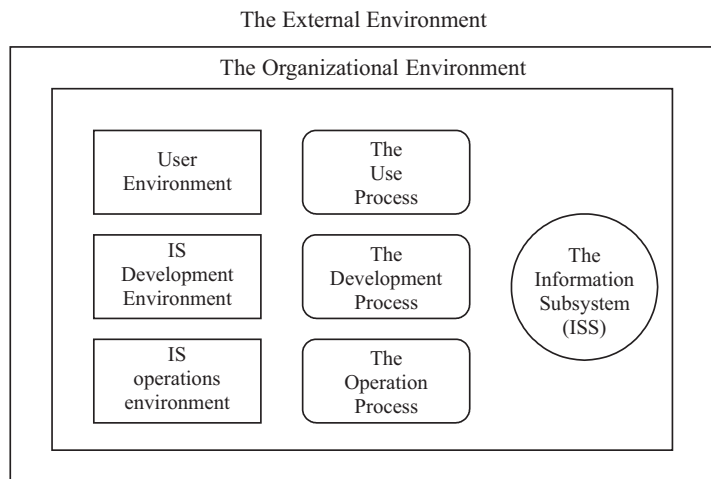 The External Environment
The Organizational Environment
User
Environment
The
Use
Process
IS
Development
Environment
The
Development
Process
The
Information
Subsystem
(ISS)
IS
operations
environment
The
Operation
Process